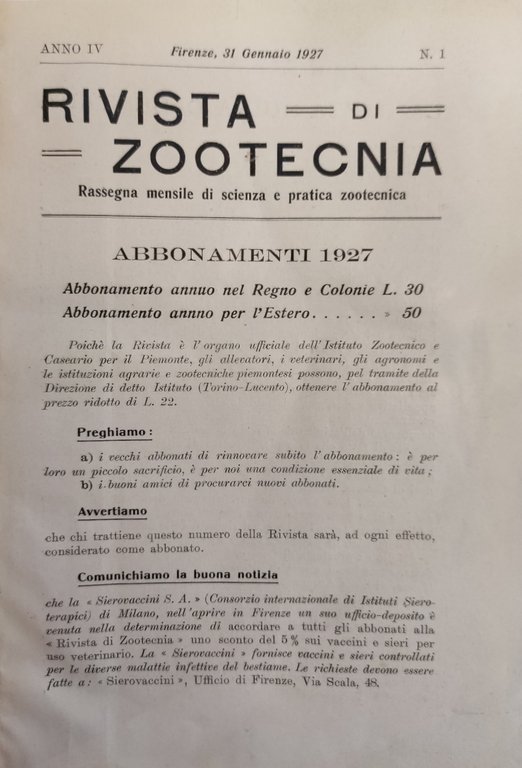 ANNO IV Firenze, 31 Gennaio 1927 N. 1
RIVISTA DI
ZOOTECNIA
Rassegna mensile di scienza e pratica zootecnica
ABBONAMENTI 1927
Abbonamento annuo nel Regno e Colonie L. 30
Abbonamento annno per l'Estero . . . . . . » 50
Poichè la Rivista è l'organo ufficiale dell'Istituto Zootecnico e
Caseario per il Piemonte, gli allevatori, i veterinari, gli agronomi e
le istituzioni agrarie e zootecniche piemontesi possono, pel tramite della
Direzione di detto Istituto (Torino-Lucento), ottenere l'abbonamento al
prezzo ridotto di L. 22.
Preghiamo :
a) i vecchi abbonati di rinnovare subito l'abbonamento : è per
loro un piccolo sacrificio, è per noi una condizione essenziale di vita ;
b) i buoni amici di procurarci nuovi abbonati.
Avvertiamo
che chi trattiene questo numero della Rivista sarà, ad ogni effetto,
considerato come abbonato.
Comunichiamo la buona notizia
che la « Sierovaccini S. A. » (Consorzio internazionale di Istituti Siero-
terapici) di Milano, nell'aprire in Firenze un suo ufficio-deposito è
venuta nella determinazione di accordare a tutti gli abbonati alla
« Rivista di Zootecnia » uno sconto del 5 % sui vaccini e sieri per
uso veterinario. La « Sierovaccini » fornisce vaccini e sieri controllati
per le diverse malattie infettive del bestiame. Le richieste devono essere
fatte a : « Sierovaccini », Ufficio di Firenze, Via Scala, 48.